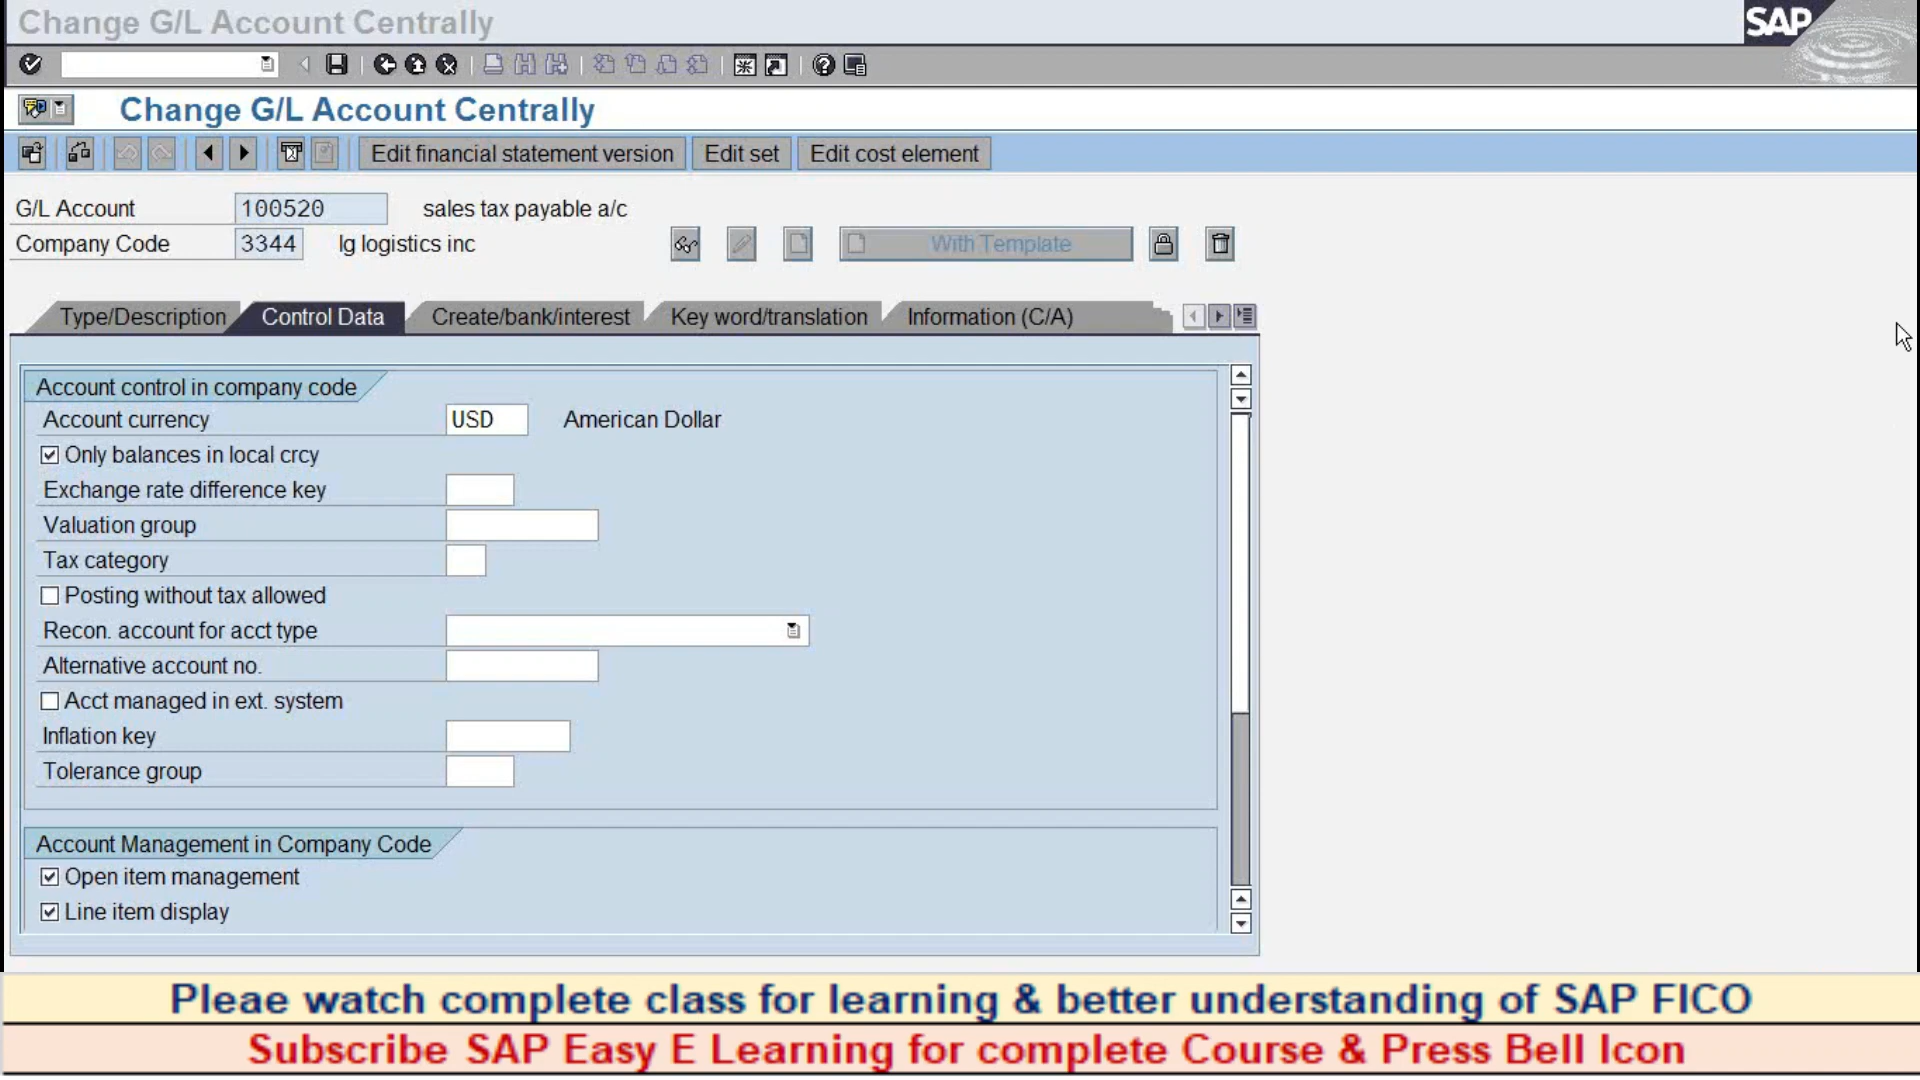 Change G/L Account Centrally
SAP
Change G/L Account Centrally
Edit financial statement version Edit set Edit cost element
G/L Account 100520 sales tax payable a/c
Company Code 3344 lg logistics inc With Template
Type/Description Control Data Create/bank/interest Key word/translation Information (C/A)
Account control in company code
Account currency USD American Dollar
Only balances in local crcy
Exchange rate difference key
Valuation group
Tax category
Posting without tax allowed
Recon. account for acct type
Alternative account no.
Acct managed in ext. system
Inflation key
Tolerance group
Account Management in Company Code
Open item management
Line item display
Pleae watch complete class for learning & better understanding of SAP FICO
Subscribe SAP Easy E Learning for complete Course & Press Bell Icon